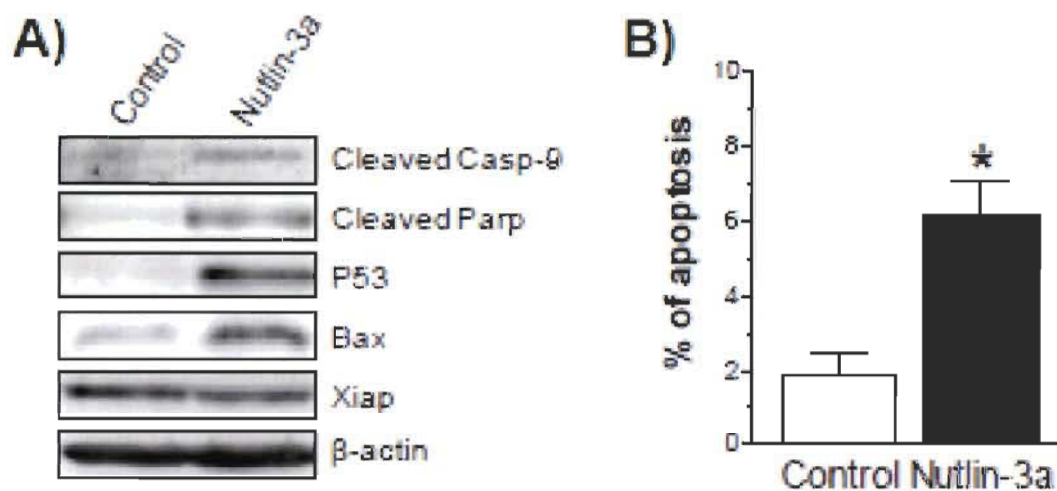 A)
Control
Nutlin-3a
Cleaved Casp-9
Cleaved Parp
P53
Bax
Xiap
β-actin
B)
% of apoptosis
10
8
6
4
2
0
*
Control Nutlin-3a